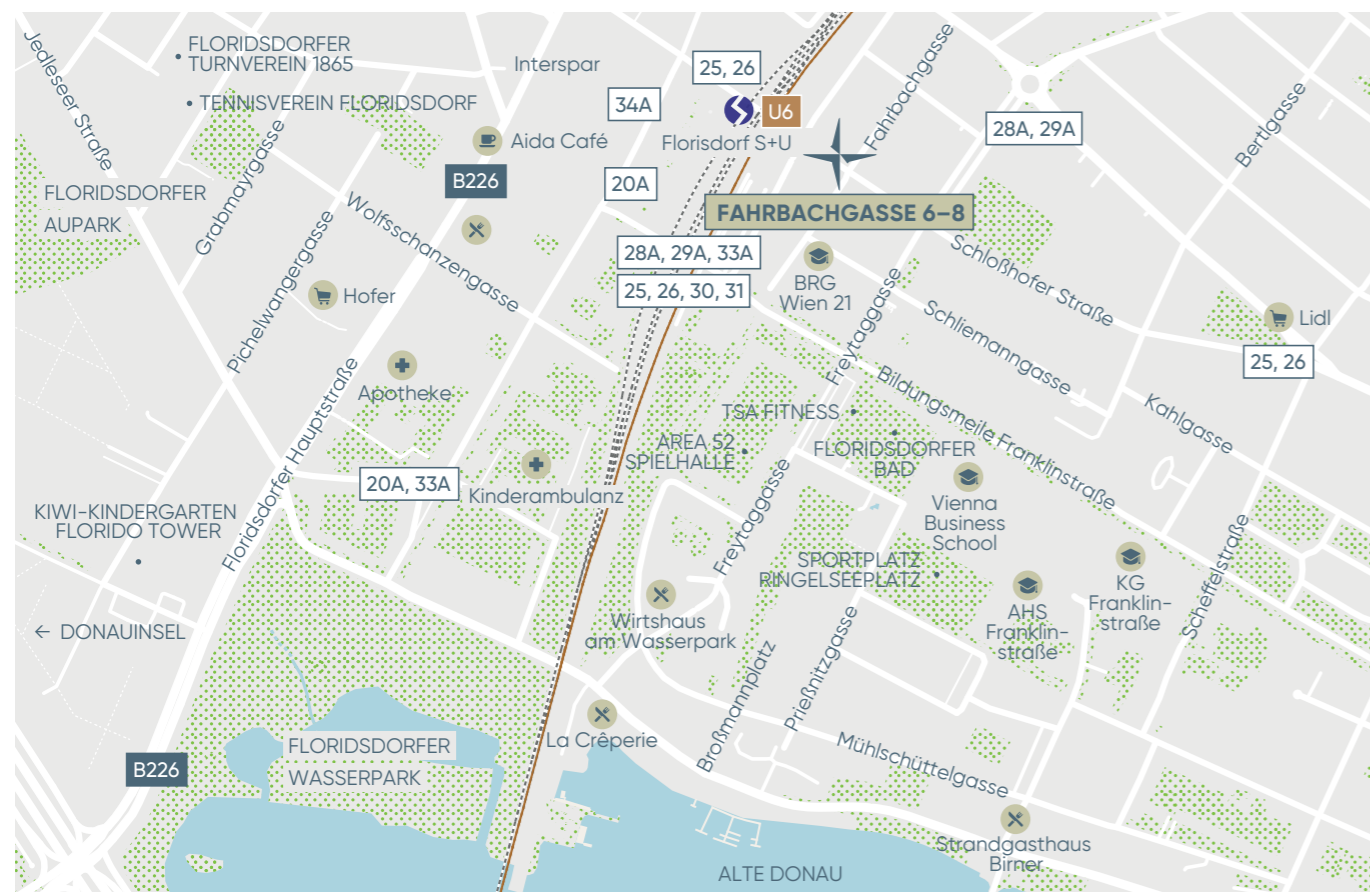 FLORIDSDORFER
TURNVEREIN 1865
Interspar
25, 26
Jedleseer Straße
TENNISVEREIN FLORIDSDORF
34A
U6
Florisdorf S+U
Fahrbachgasse
28A, 29A
Bertlgasse
Aida Café
B226
20A
FLORIDSDORFER
AUPARK
Grabmayrgasse
Wolfsschanzengasse
FAHRBACHGASSE 6–8
28A, 29A, 33A
25, 26, 30, 31
BRG
Wien 21
Schloßhofer Straße
Pichelwangergasse
Hofer
Freytaggasse
Schliemanngasse
Lidl
25, 26
Apotheke
Floridsdorfer Hauptstraße
TSA FITNESS
Bildungsmeile Franklinstraße
Kahlgasse
AREA 52
SPIELHALLE
FLORIDSDORFER
BAD
20A, 33A
Kinderambulanz
Freytaggasse
Vienna
Business
School
KIWI-KINDERGARTEN
FLORIDO TOWER
SPORTPLATZ
RINGELSEEPLATZ
AHS
Franklin-
straße
KG
Franklin-
straße
Scheffelstraße
← DONAUINSEL
Wirtshaus
am Wasserpark
Broßmannplatz
Prießnitzgasse
La Crêperie
FLORIDSDORFER
WASSERPARK
B226
Mühlschüttelgasse
Strandgasthaus
Birner
ALTE DONAU